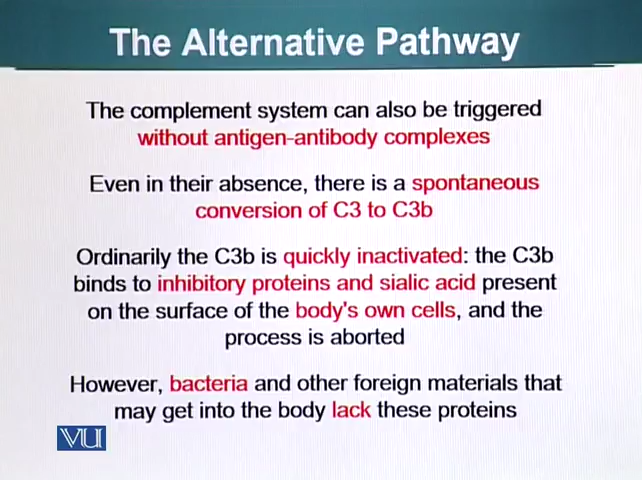 The Alternative Pathway
The complement system can also be triggered
without antigen-antibody complexes
Even in their absence, there is a spontaneous
conversion of C3 to C3b
Ordinarily the C3b is quickly inactivated: the C3b
binds to inhibitory proteins and sialic acid present
on the surface of the body's own cells, and the
process is aborted
However, bacteria and other foreign materials that
may get into the body lack these proteins
VU